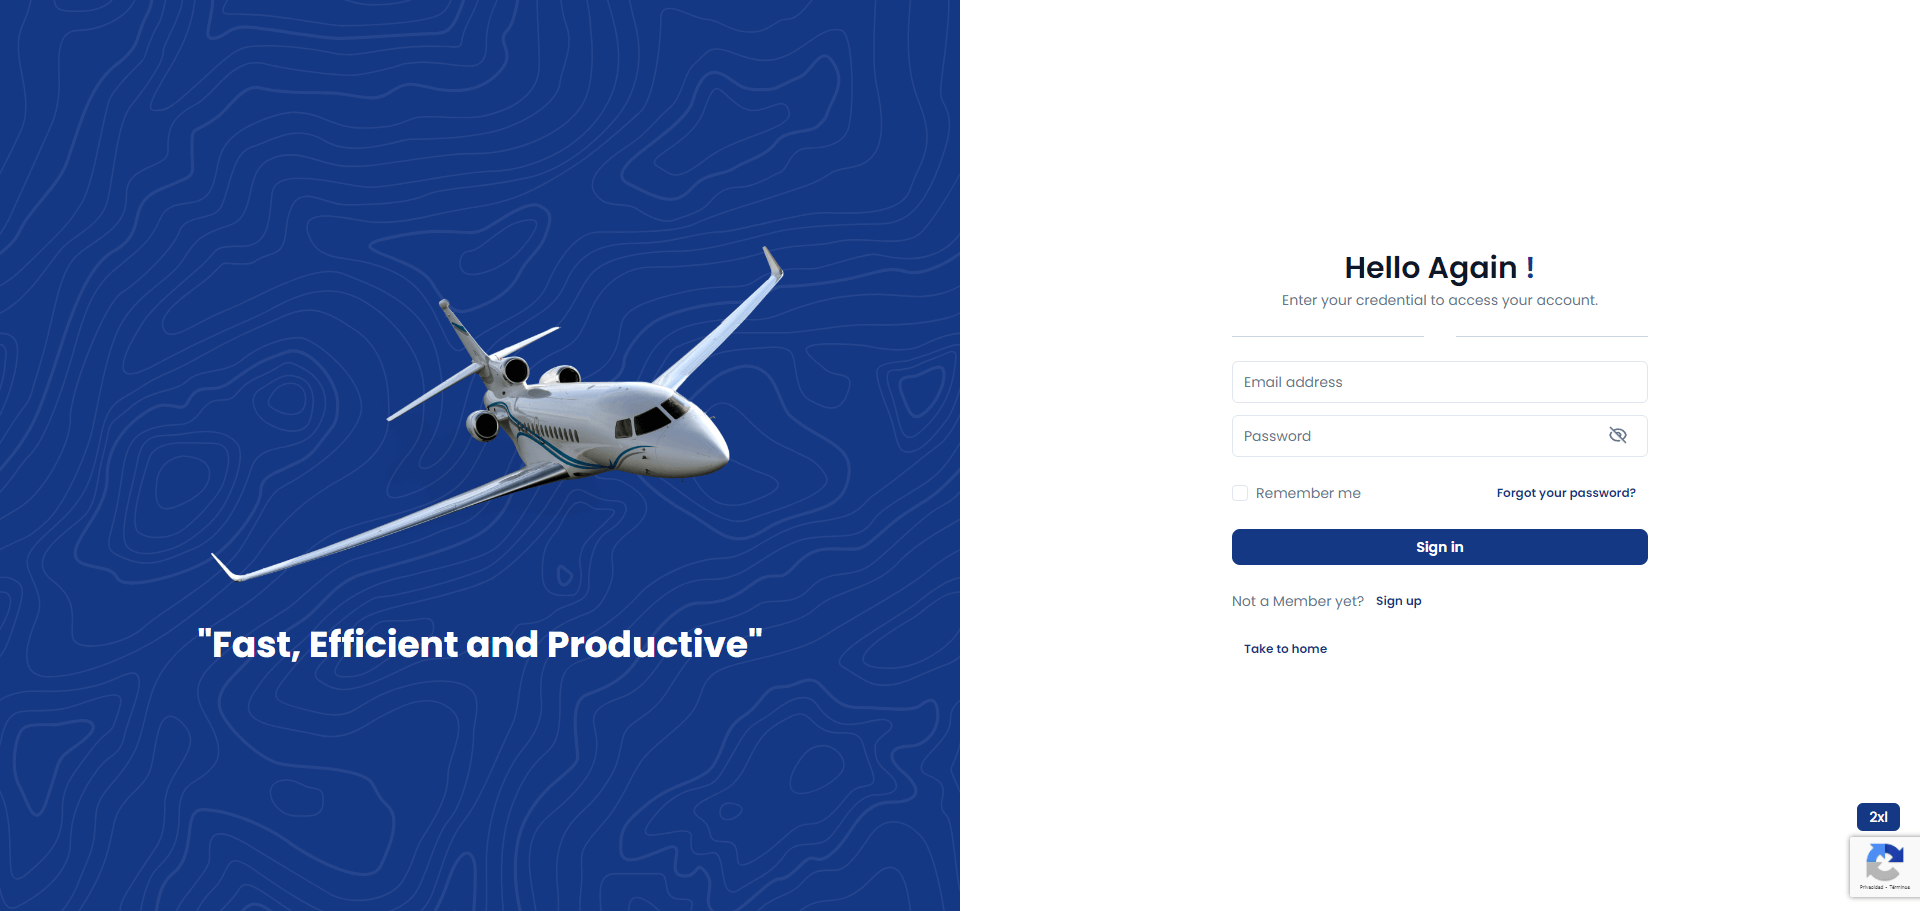 "Fast, Efficient and Productive"
Hello Again !
Enter your credential to access your account.
Email address
Password
Remember me
Forgot your password?
Sign in
Not a Member yet? Sign up
Take to home
2xl
Privacidad - Términos